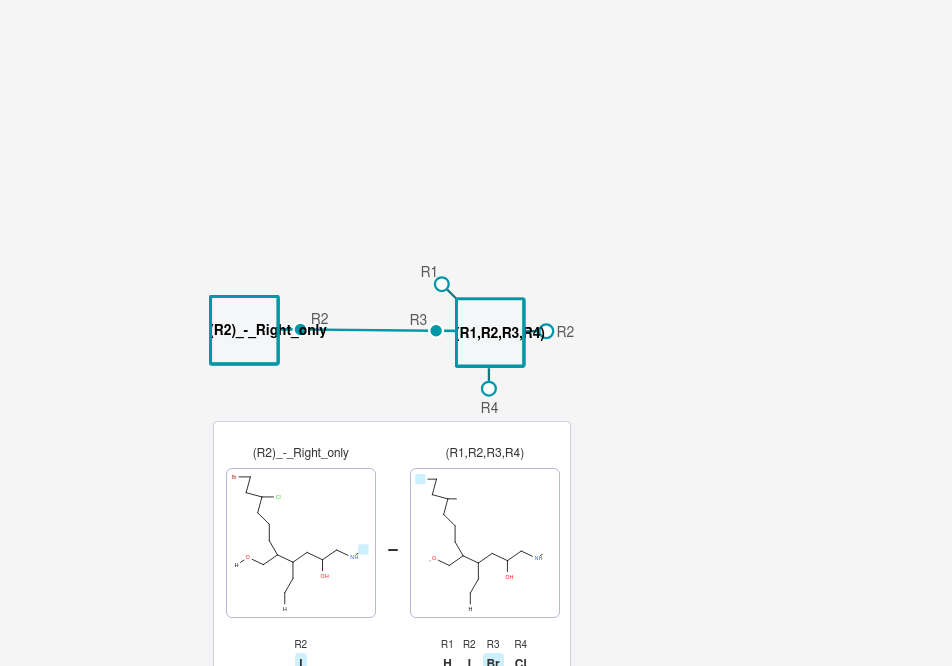 R1
(R2)_-_Right_only
R2
R3
(R1,R2,R3,R4)
R2
R4
(R2)_-_Right_only
(R1,R2,R3,R4)
Br
Cl
O
H
NH
OH
H
O
NH
OH
H
R2
R1 R2 R3 R4
H Br Cl